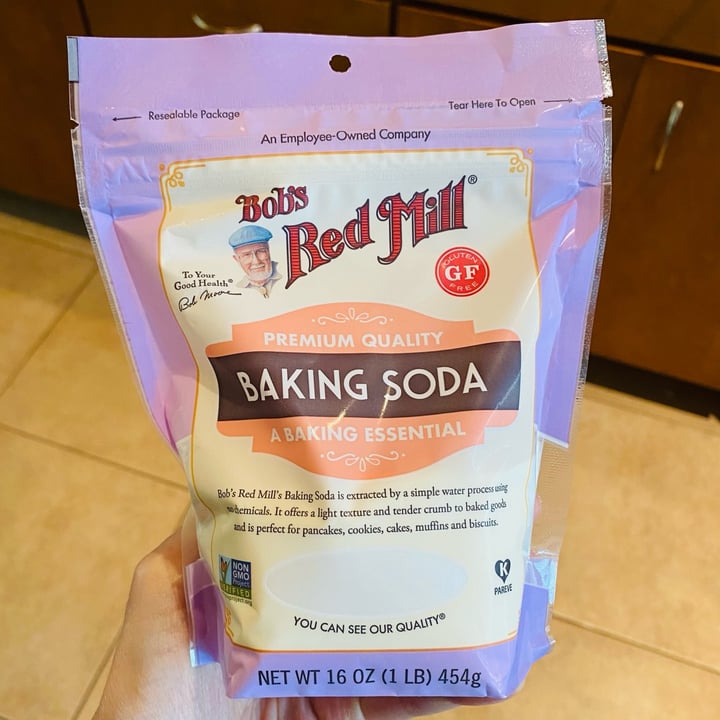 Resealable Package
Tear Here To Open
An Employee-Owned Company
Bob's
Red Mill®
To Your
Good Health®
Bob Moore
GLUTEN
GF
FREE
PREMIUM QUALITY
BAKING SODA
A BAKING ESSENTIAL
Bob's Red Mill's Baking Soda is extracted by a simple water process using
no chemicals. It offers a light texture and tender crumb to baked goods
and is perfect for pancakes, cookies, cakes, muffins and biscuits.
NON
GMO
Project
VERIFIED
K
PAREVE
YOU CAN SEE OUR QUALITY®
NET WT 16 OZ (1 LB) 454g